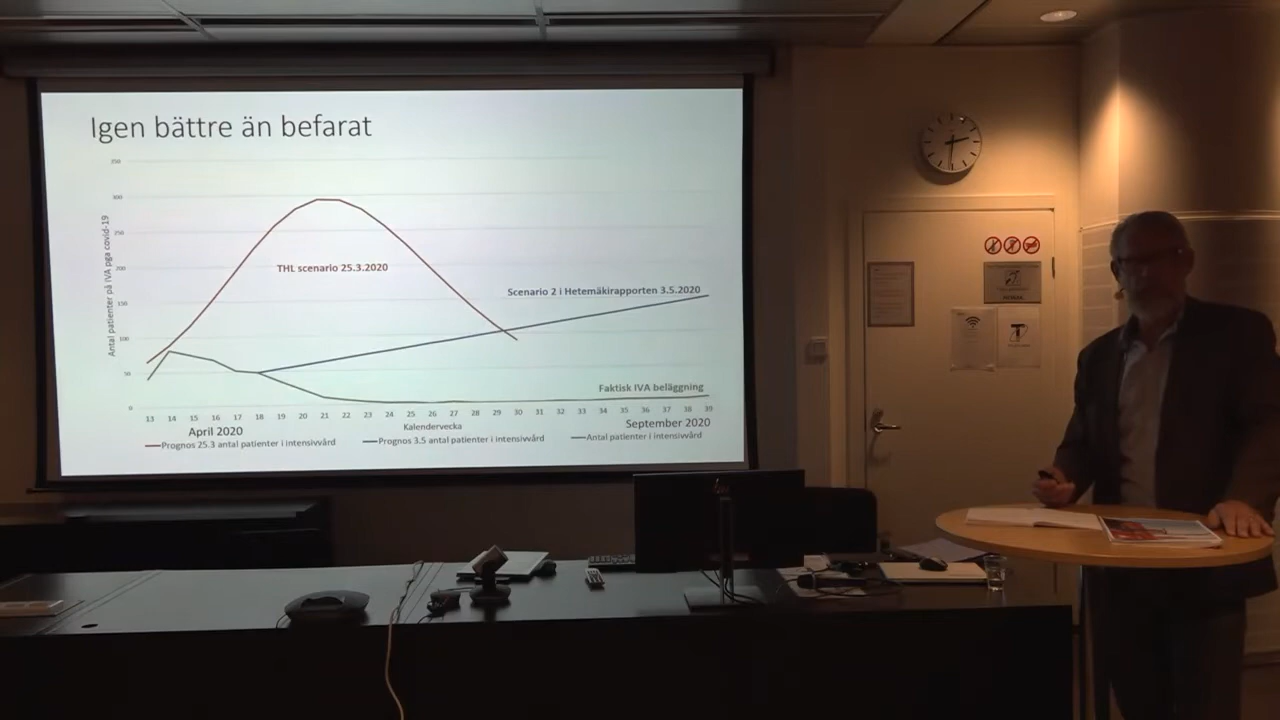 Igen bättre än befarat
350
300
250
200
150
100
50
0
Antal patienter på IVA pga covid-19
THL scenario 25.3.2020
Scenario 2 i Hetemäkirapporten 3.5.2020
Faktisk IVA beläggning
13 14 15 16 17 18 19 20 21 22 23 24 25 26 27 28 29 30 31 32 33 34 35 36 37 38 39
April 2020
Kalendervecka
September 2020
Prognos 25.3 antal patienter i intensivvård
Prognos 3.5 antal patienter i intensivvård
Antal patienter i intensivvård
T